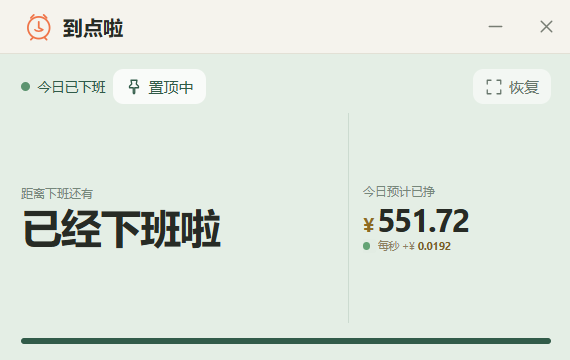 到点啦
今日已下班
置顶中
恢复
距离下班还有
已经下班啦
今日预计已挣
¥ 551.72
每秒 +¥ 0.0192